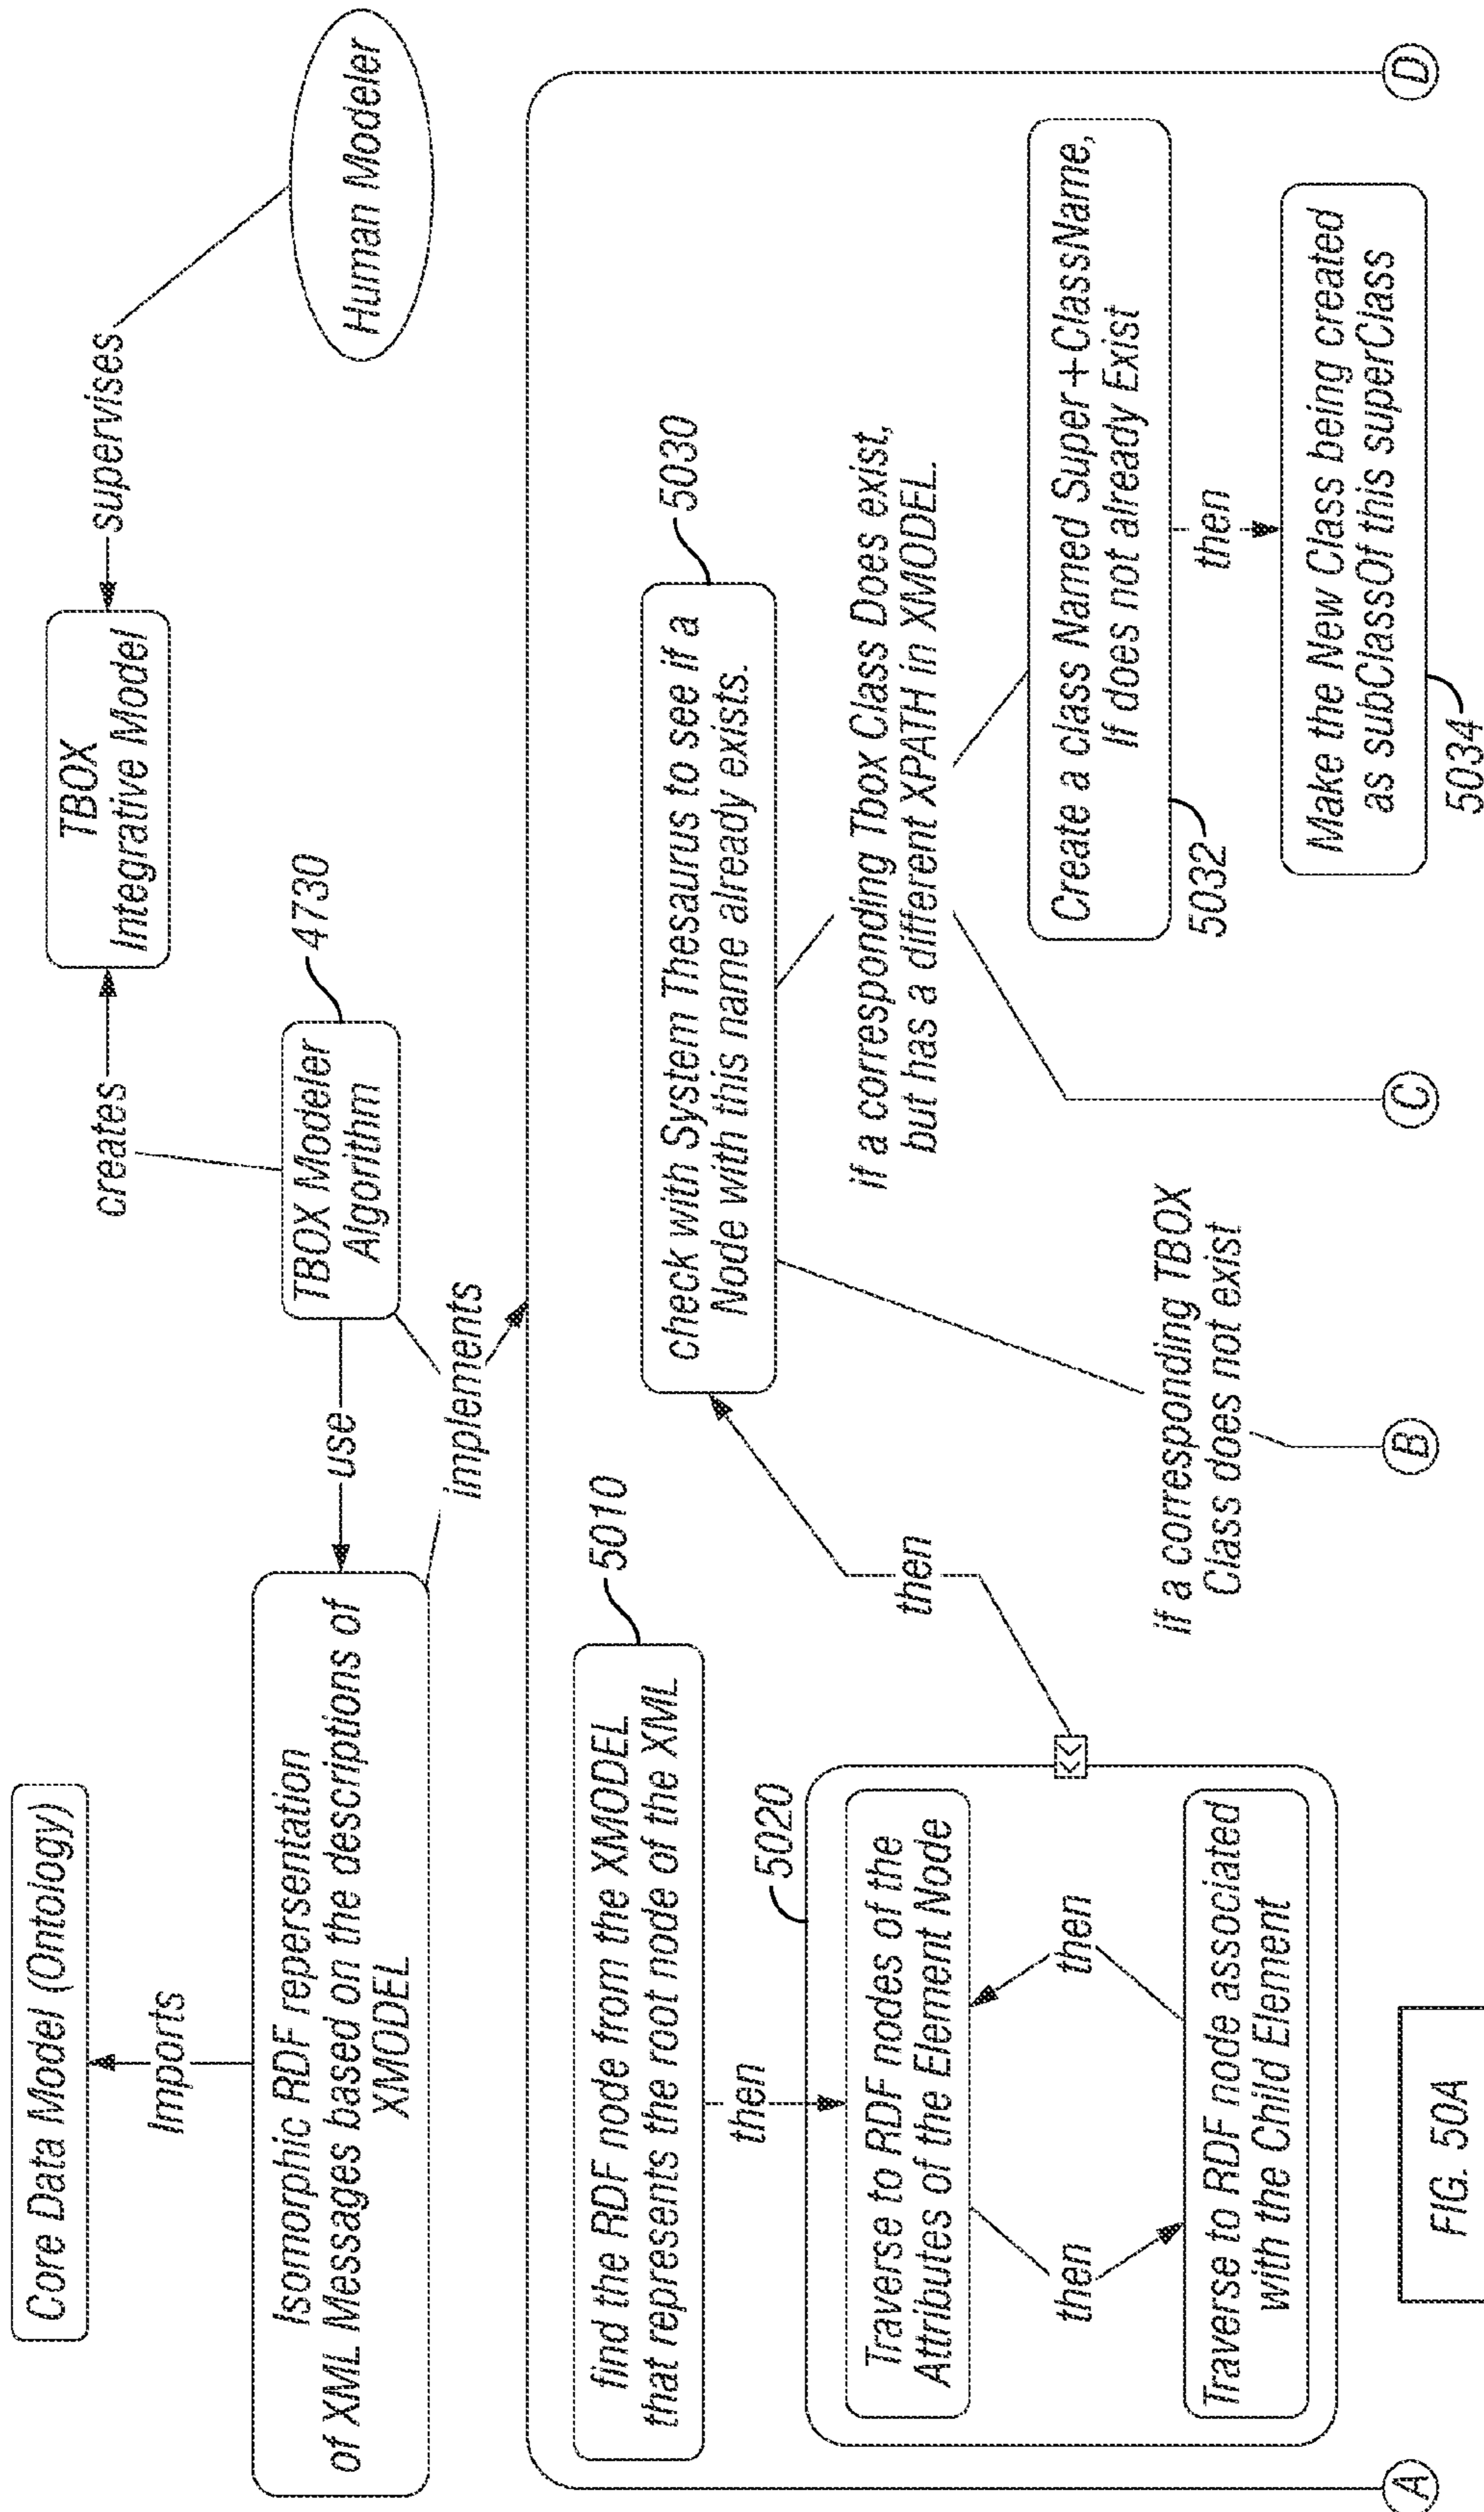 Core Data Model (Ontology)
Imports
Isomorphic RDF repersentation
of XML Messages based on the descriptions of
XMODEL
use
TBOX Modeler
Algorithm
4730
creates
TBOX
Integrative Model
supervises
Human Modeler
implements
find the RDF node from the XMODEL
that represents the root node of the XML
5010
then
5020
Traverse to RDF nodes of the
Attributes of the Element Node
then
then
Traverse to RDF node associated
with the Child Element
<<
then
check with System Thesaurus to see if a
Node with this name already exists.
5030
if a corresponding TBOX
Class does not exist
if a corresponding Tbox Class Does exist,
but has a different XPATH in XMODEL.
Create a class Named Super+ClassName,
If does not already Exist
5032
then
Make the New Class being created
as subClassOf this superClass
5034
A
B
C
D
FIG. 50A